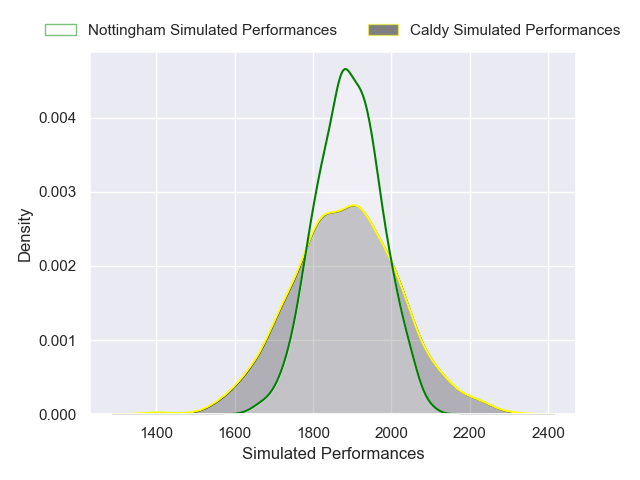 Nottingham Simulated Performances   Caldy Simulated Performances
0.004
0.003
0.002
0.001
0.000
Density
1400 1600 1800 2000 2200 2400
Simulated Performances